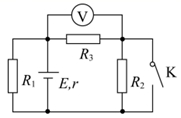 V
R₃
R₁ E,r R₂ K